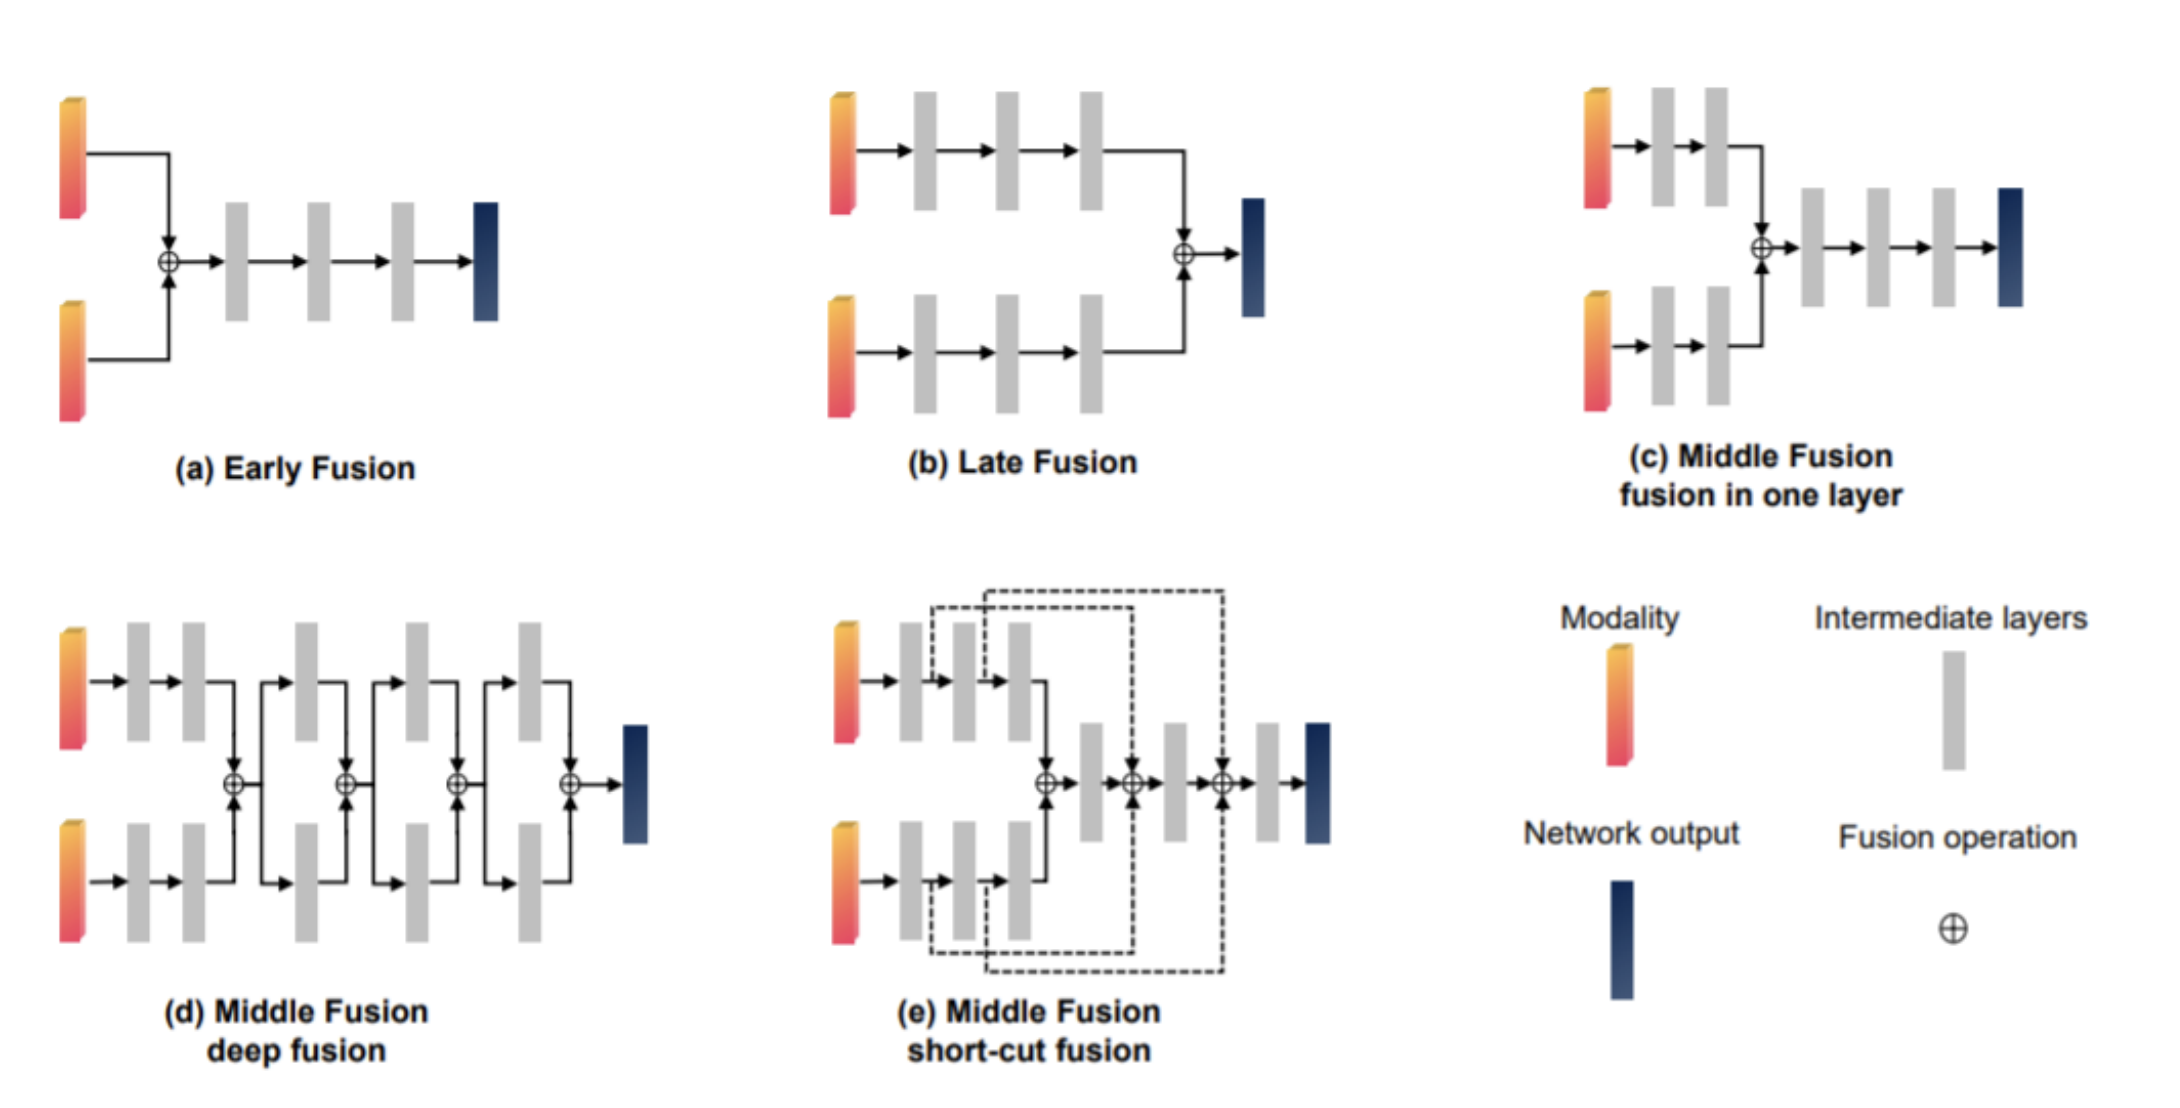 (a) Early Fusion
(b) Late Fusion
(c) Middle Fusion
fusion in one layer
(d) Middle Fusion
deep fusion
(e) Middle Fusion
short-cut fusion
Modality
Intermediate layers
Network output
Fusion operation